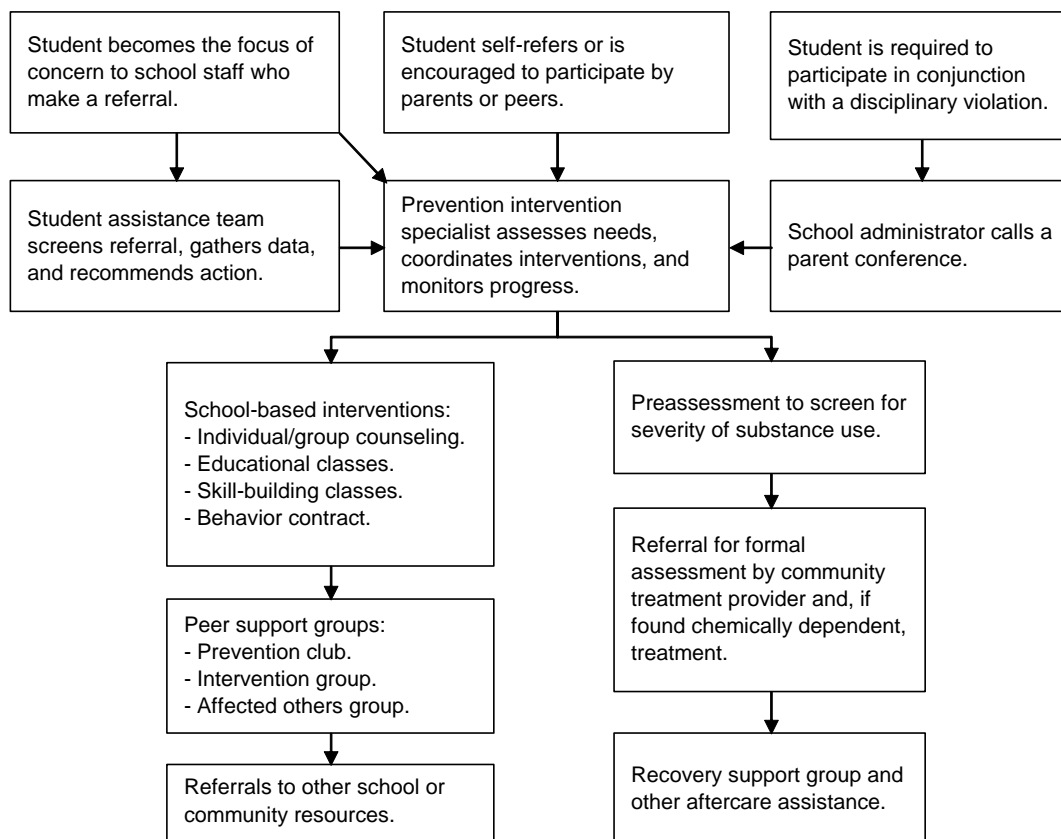 Student becomes the focus of
concern to school staff who
make a referral.
Student self-refers or is
encouraged to participate by
parents or peers.
Student is required to
participate in conjunction
with a disciplinary violation.
Student assistance team
screens referral, gathers data,
and recommends action.
Prevention intervention
specialist assesses needs,
coordinates interventions, and
monitors progress.
School administrator calls a
parent conference.
School-based interventions:
- Individual/group counseling.
- Educational classes.
- Skill-building classes.
- Behavior contract.
Preassessment to screen for
severity of substance use.
Peer support groups:
- Prevention club.
- Intervention group.
- Affected others group.
Referral for formal
assessment by community
treatment provider and, if
found chemically dependent,
treatment.
Referrals to other school or
community resources.
Recovery support group and
other aftercare assistance.